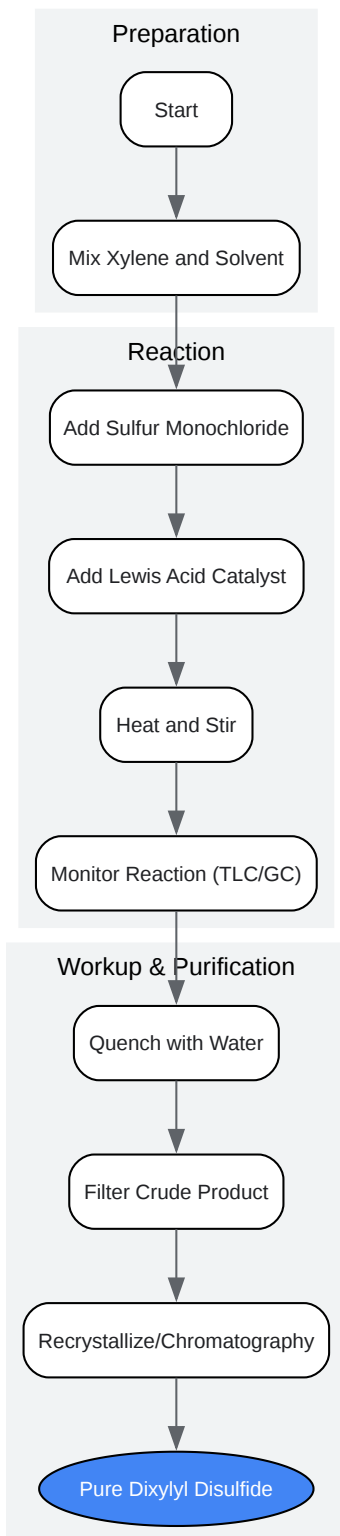 Preparation
Start
Mix Xylene and Solvent
Reaction
Add Sulfur Monochloride
Add Lewis Acid Catalyst
Heat and Stir
Monitor Reaction (TLC/GC)
Workup & Purification
Quench with Water
Filter Crude Product
Recrystallize/Chromatography
Pure Dixylyl Disulfide